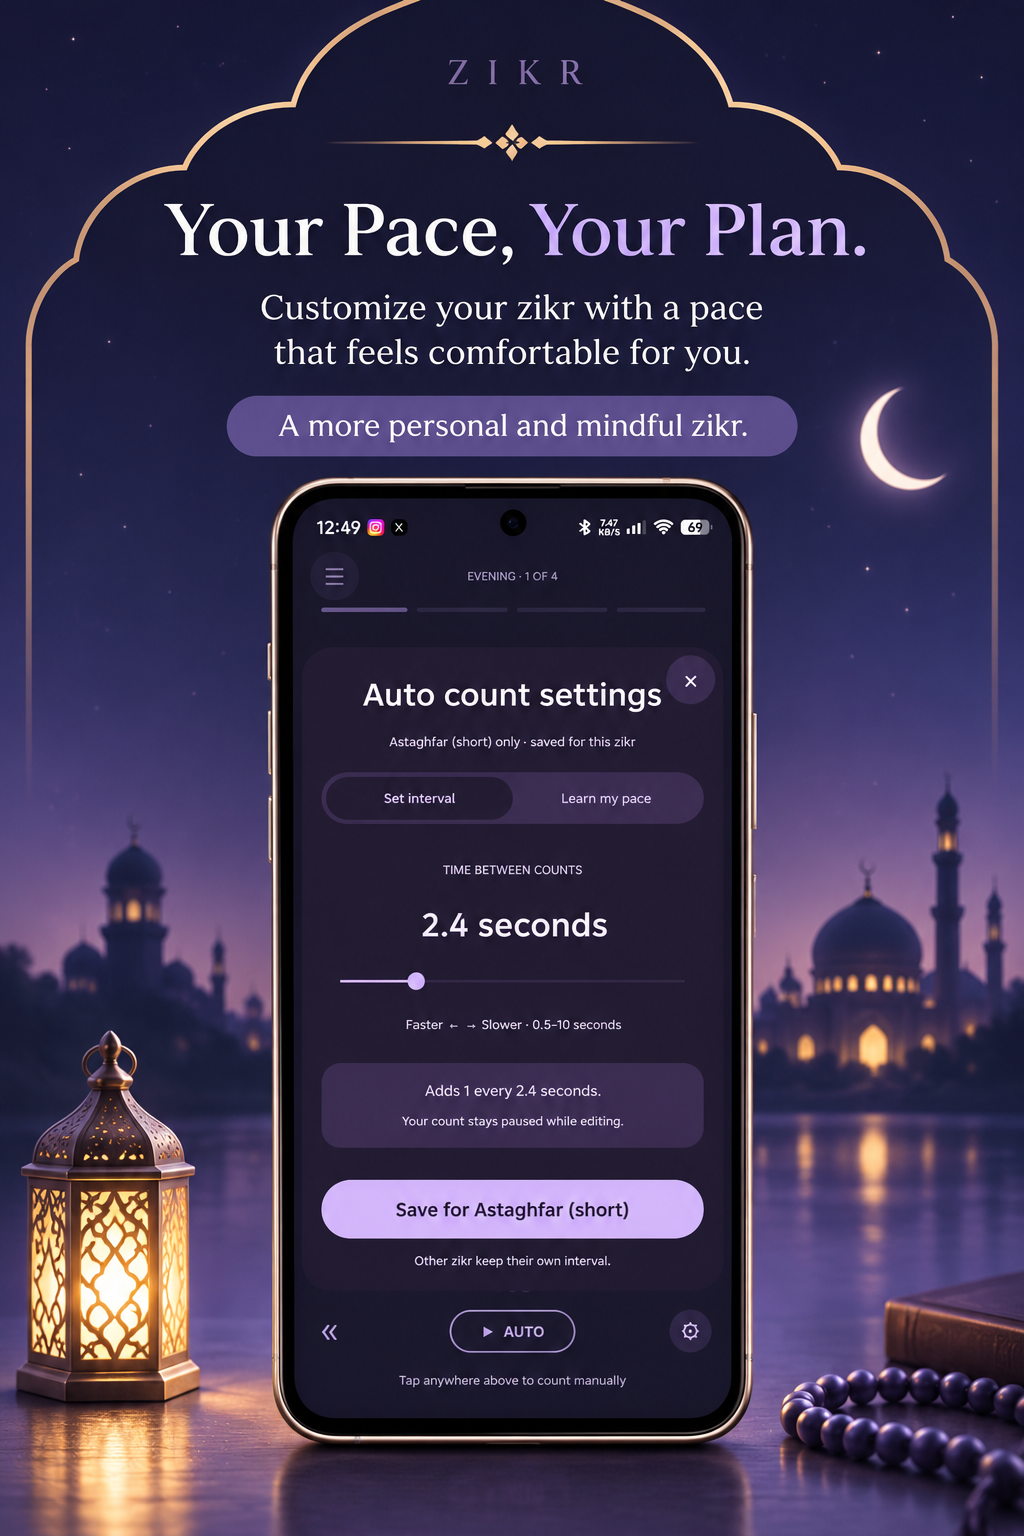 ZIKR
Your Pace, Your Plan.
Customize your zikr with a pace
that feels comfortable for you.
A more personal and mindful zikr.
12:49 X 7.47 KB/S 69
EVENING · 1 OF 4
Auto count settings
Astaghfar (short) only · saved for this zikr
Set interval Learn my pace
TIME BETWEEN COUNTS
2.4 seconds
Faster ← → Slower · 0.5–10 seconds
Adds 1 every 2.4 seconds.
Your count stays paused while editing.
Save for Astaghfar (short)
Other zikr keep their own interval.
AUTO
Tap anywhere above to count manually